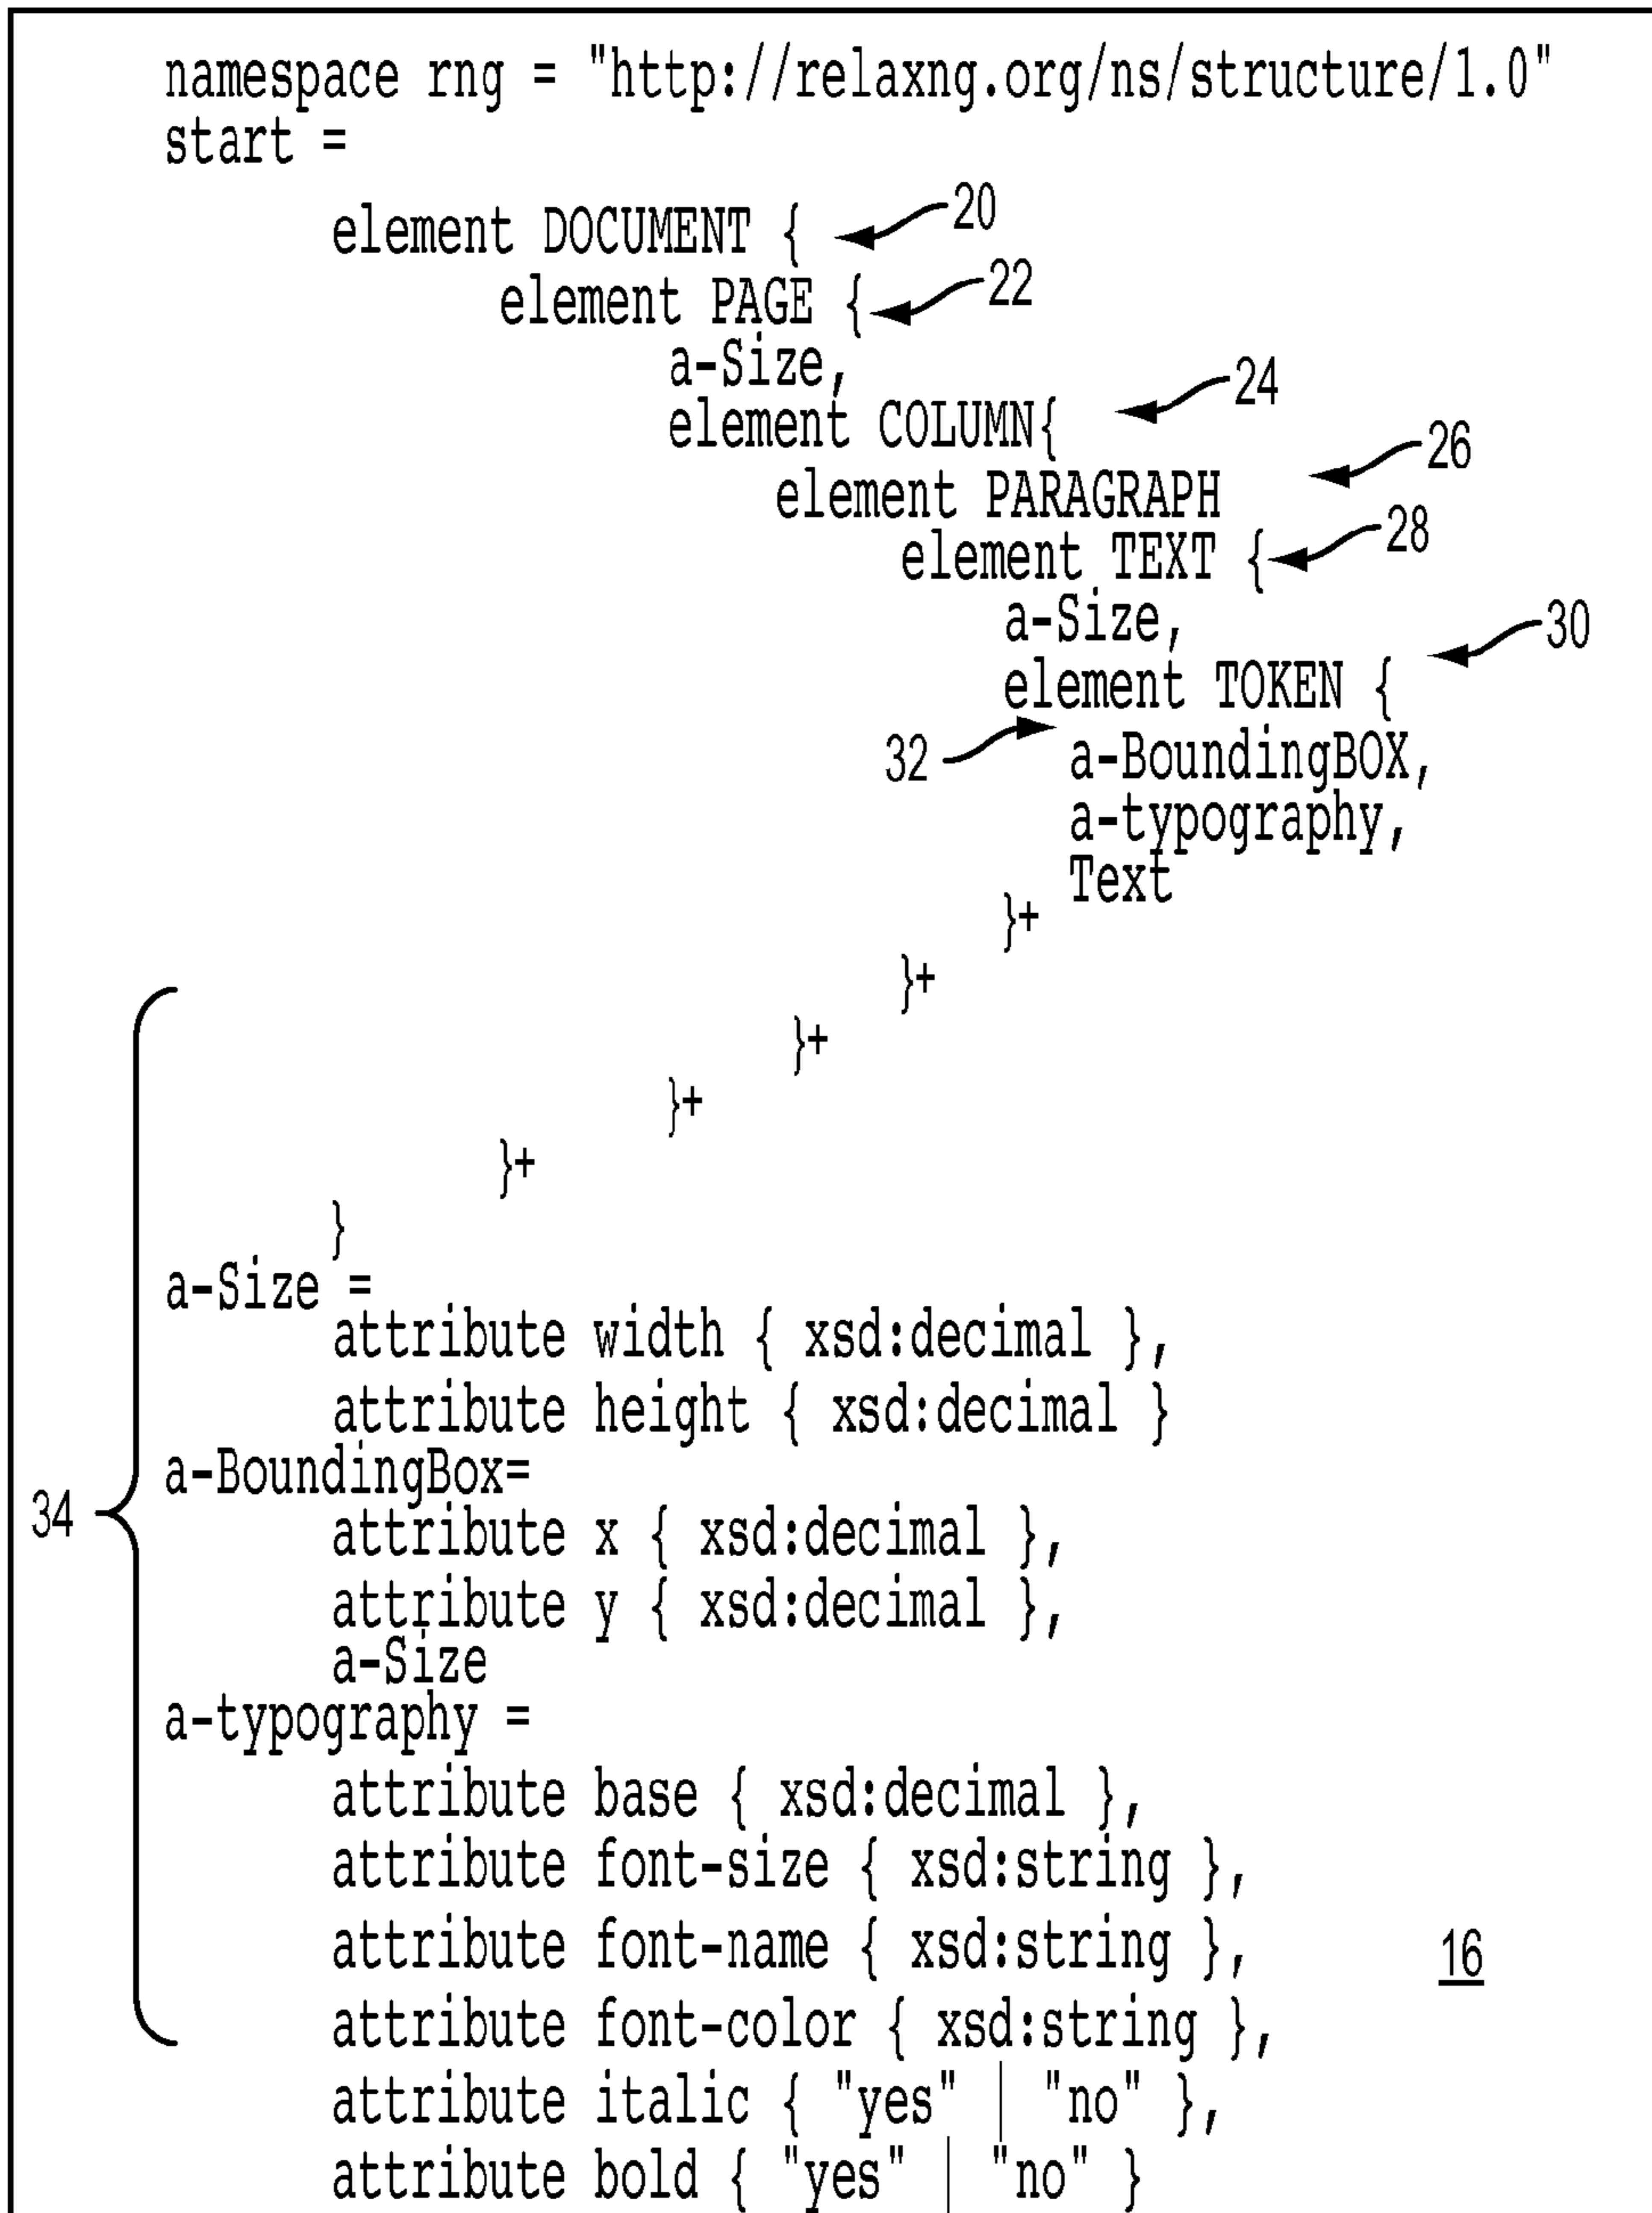 namespace rng = "http://relaxng.org/ns/structure/1.0"
start =
element DOCUMENT { 20
element PAGE { 22
a-Size,
element COLUMN{ 24
element PARAGRAPH 26
element TEXT { 28
a-Size,
element TOKEN { 30
32 a-BoundingBOX,
a-typography,
Text
}+
}+
}+
}+
}+
}
a-Size =
attribute width { xsd:decimal },
attribute height { xsd:decimal }
a-BoundingBox=
34
attribute x { xsd:decimal },
attribute y { xsd:decimal },
a-Size
a-typography =
attribute base { xsd:decimal },
attribute font-size { xsd:string },
attribute font-name { xsd:string },
16
attribute font-color { xsd:string },
attribute italic { "yes" | "no" },
attribute bold { "yes" | "no" }